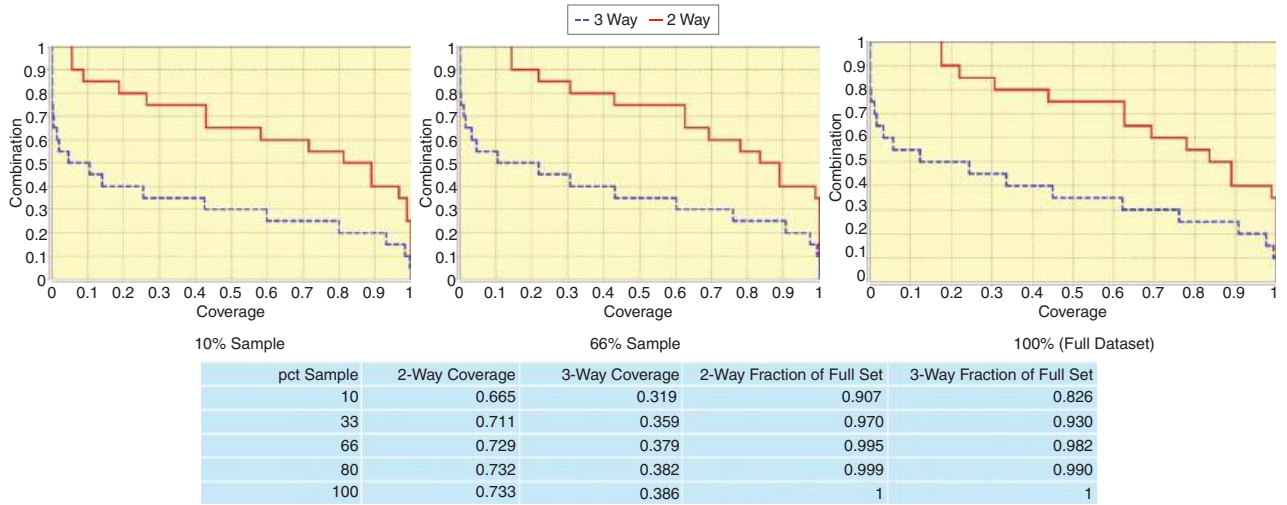 3 Way 2 Way
1
0.9
0.8
0.7
0.6
0.5
0.4
0.3
0.2
0.1
0
Combination
0 0.1 0.2 0.3 0.4 0.5 0.6 0.7 0.8 0.9 1
Coverage
10% Sample
1
0.9
0.8
0.7
0.6
0.5
0.4
0.3
0.2
0.1
0
Combination
0 0.1 0.2 0.3 0.4 0.5 0.6 0.7 0.8 0.9 1
Coverage
66% Sample
1
0.9
0.8
0.7
0.6
0.5
0.4
0.3
0.2
0.1
0
Combination
0 0.1 0.2 0.3 0.4 0.5 0.6 0.7 0.8 0.9 1
Coverage
100% (Full Dataset)
pct Sample 2-Way Coverage 3-Way Coverage 2-Way Fraction of Full Set 3-Way Fraction of Full Set
10 0.665 0.319 0.907 0.826
33 0.711 0.359 0.970 0.930
66 0.729 0.379 0.995 0.982
80 0.732 0.382 0.999 0.990
100 0.733 0.386 1 1